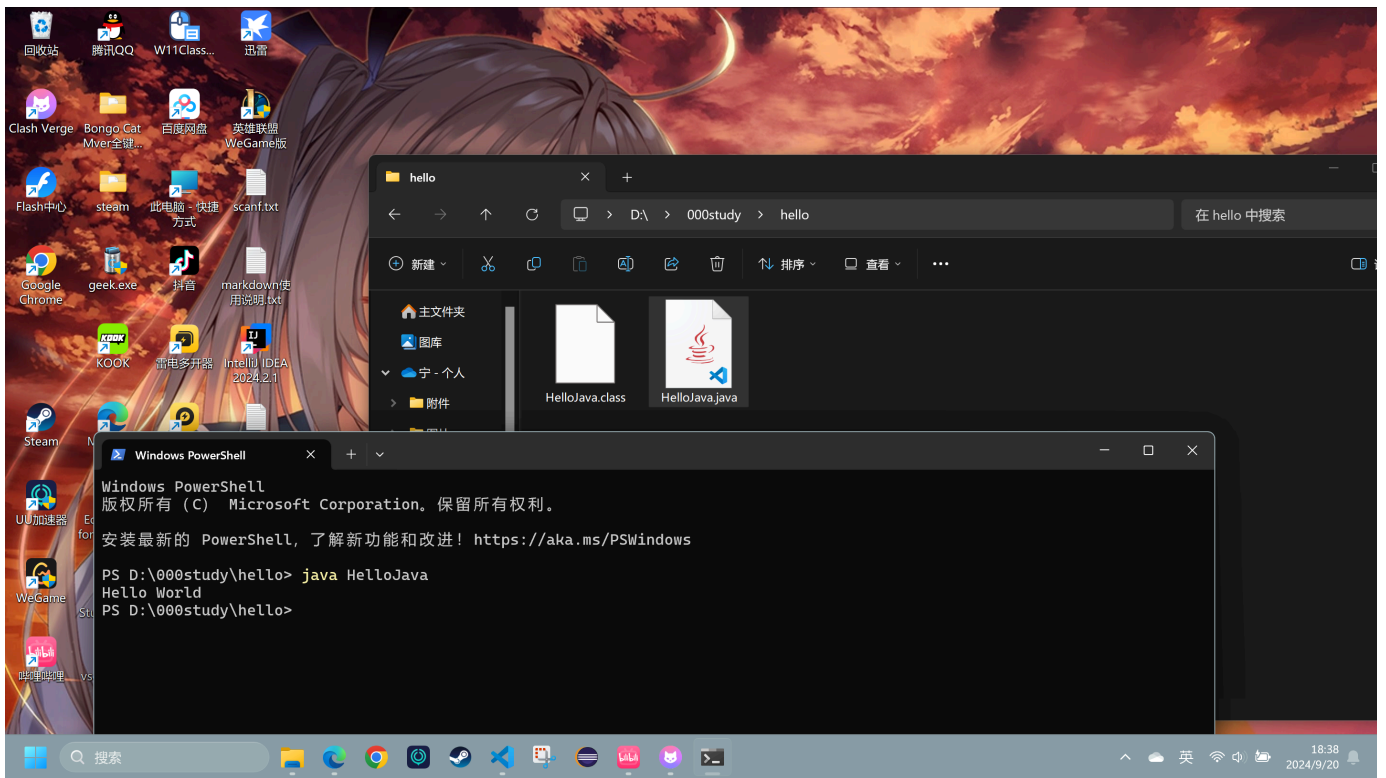 回收站
腾讯QQ
W11Class...
迅雷
Clash Verge
Bongo Cat
Mver全键...
百度网盘
英雄联盟
WeGame版
Flash中心
steam
此电脑 - 快捷
方式
scanf.txt
Google
Chrome
geek.exe
抖音
markdown使
用说明.txt
KOOK
KOOK
雷电多开器
IntelliJ IDEA
2024.2.1
Steam
UU加速器
WeGame
哔哩哔哩
hello
D:\ > 000study > hello
在 hello 中搜索
新建
排序
查看
主文件夹
图库
宁 - 个人
附件
HelloJava.class
HelloJava.java
Windows PowerShell
Windows PowerShell
版权所有 (C) Microsoft Corporation。保留所有权利。
安装最新的 PowerShell，了解新功能和改进！https://aka.ms/PSWindows
PS D:\000study\hello> java HelloJava
Hello World
PS D:\000study\hello>
搜索
英
18:38
2024/9/20